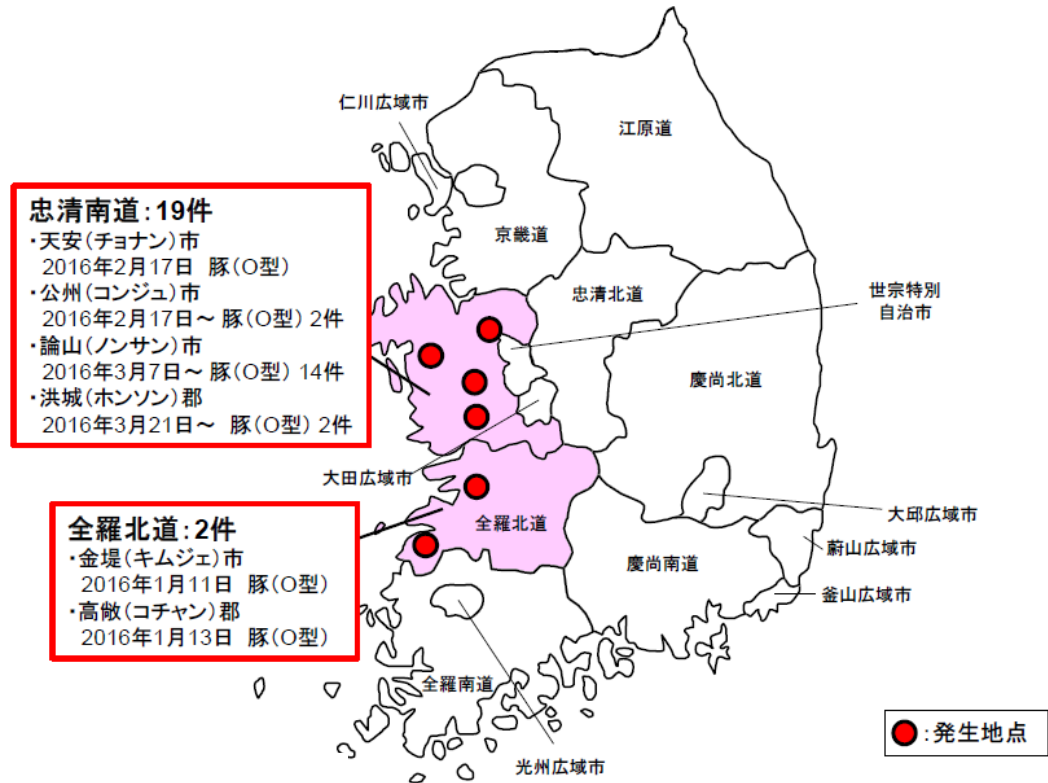 仁川広域市
江原道
京畿道
忠清南道：19件
・天安(チョナン)市
2016年2月17日 豚(O型)
・公州(コンジュ)市
2016年2月17日～ 豚(O型) 2件
・論山(ノンサン)市
2016年3月7日～ 豚(O型) 14件
・洪城(ホンソン)郡
2016年3月21日～ 豚(O型) 2件
忠清北道
世宗特別
自治市
慶尚北道
大田広域市
全羅北道：2件
・金堤(キムジェ)市
2016年1月11日 豚(O型)
・高敞(コチャン)郡
2016年1月13日 豚(O型)
全羅北道
大邱広域市
慶尚南道
蔚山広域市
釜山広域市
全羅南道
光州広域市
：発生地点